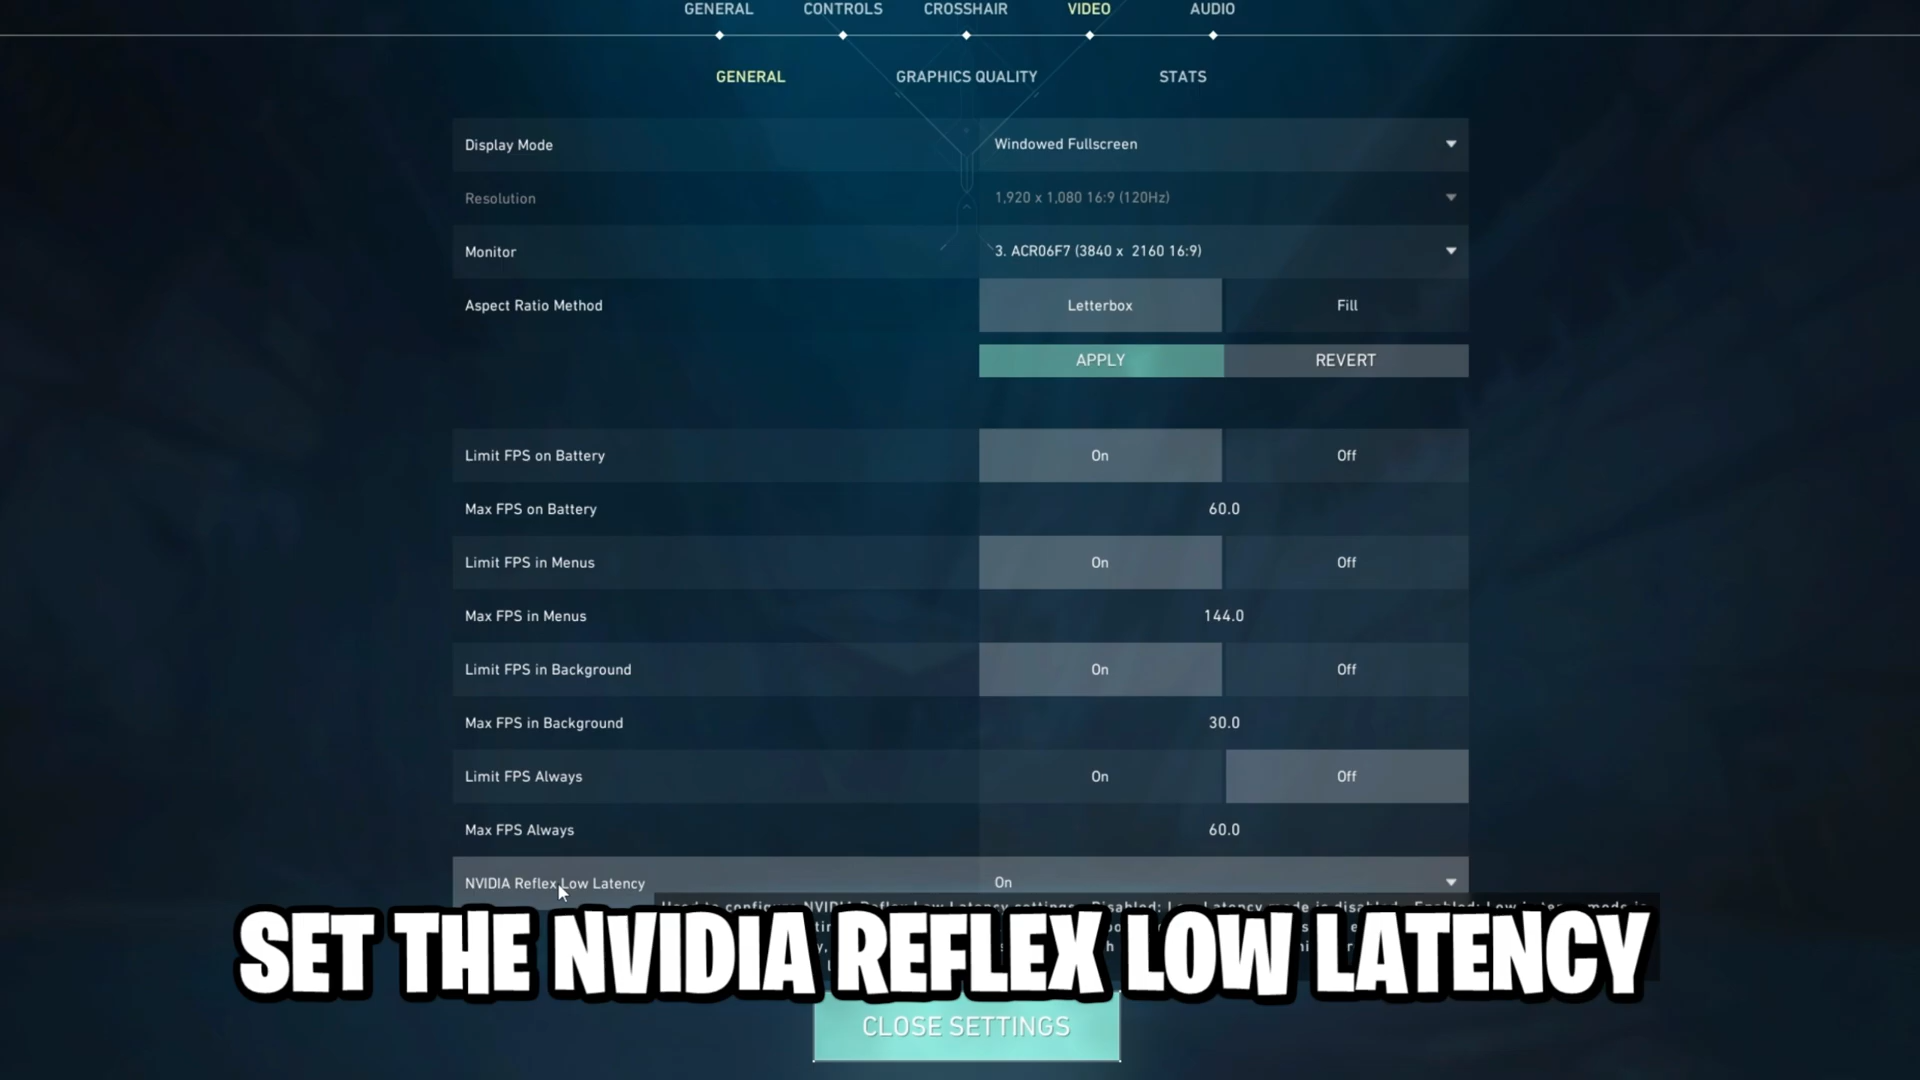 GENERAL CONTROLS CROSSHAIR VIDEO AUDIO
GENERAL GRAPHICS QUALITY STATS
Display Mode Windowed Fullscreen
Resolution 1,920 x 1,080 16:9 (120Hz)
Monitor 3. ACR06F7 (3840 x 2160 16:9)
Aspect Ratio Method Letterbox Fill
APPLY REVERT
Limit FPS on Battery On Off
Max FPS on Battery 60.0
Limit FPS in Menus On Off
Max FPS in Menus 144.0
Limit FPS in Background On Off
Max FPS in Background 30.0
Limit FPS Always On Off
Max FPS Always 60.0
NVIDIA Reflex Low Latency On
SET THE NVIDIA REFLEX LOW LATENCY
CLOSE SETTINGS